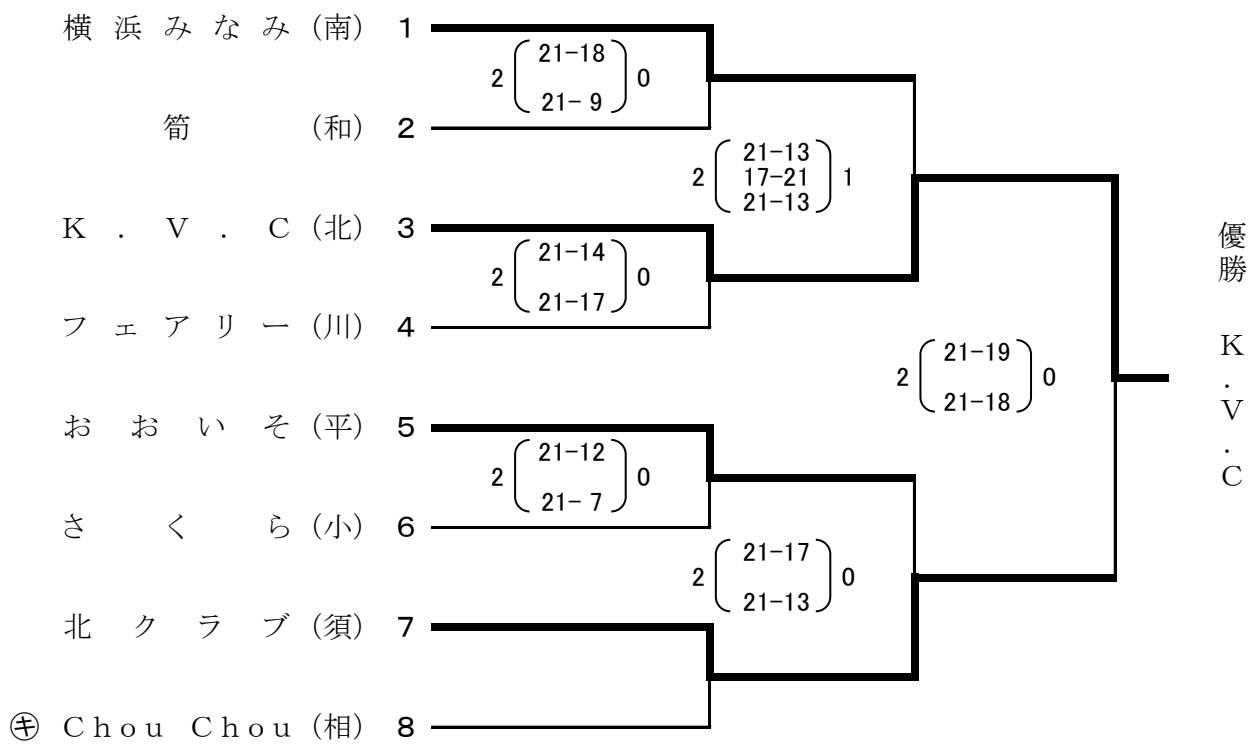 横浜みなみ(南) 1
2 21-18 0
21- 9
筍 (和) 2
2 21-13 1
17-21
21-13
K.V.C(北) 3
2 21-14 0
21-17
フェアリー(川) 4
2 21-19 0
21-18
優勝 K.V.C
おおいそ(平) 5
2 21-12 0
21- 7
さくら(小) 6
2 21-17 0
21-13
北クラブ(須) 7
㋖ Chou Chou(相) 8